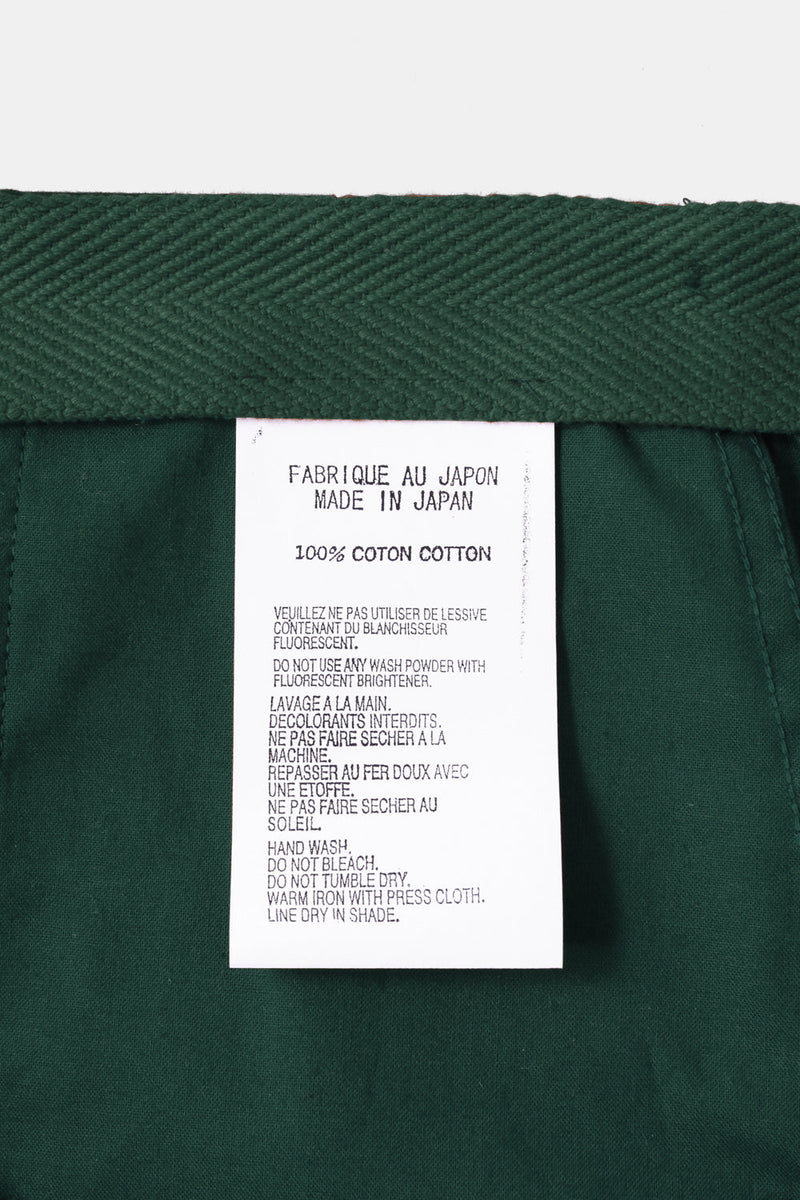 FABRIQUE AU JAPON
MADE IN JAPAN
100% COTON COTTON
VEUILLEZ NE PAS UTILISER DE LESSIVE
CONTENANT DU BLANCHISSEUR
FLUORESCENT.
DO NOT USE ANY WASH POWDER WITH
FLUORESCENT BRIGHTENER.
LAVAGE A LA MAIN.
DECOLORANTS INTERDITS.
NE PAS FAIRE SECHER A LA
MACHINE.
REPASSER AU FER DOUX AVEC
UNE ETOFFE.
NE PAS FAIRE SECHER AU
SOLEIL.
HAND WASH.
DO NOT BLEACH.
DO NOT TUMBLE DRY.
WARM IRON WITH PRESS CLOTH.
LINE DRY IN SHADE.